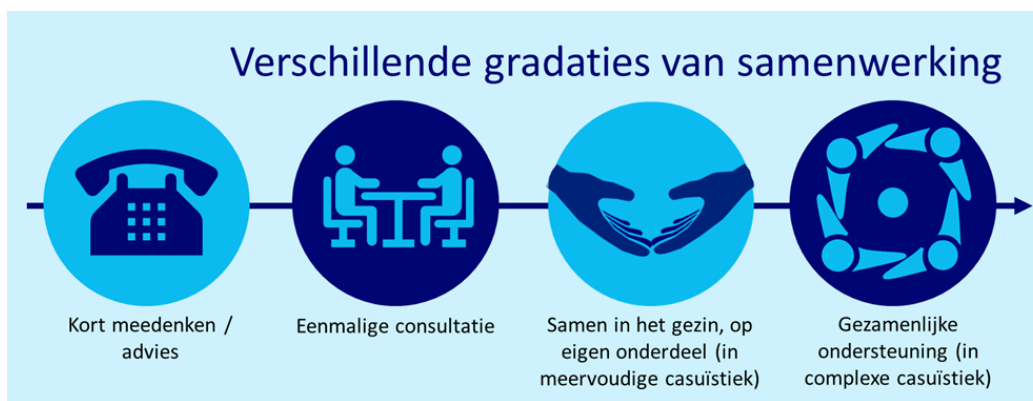 Verschillende gradaties van samenwerking
Kort meedenken /
advies
Eenmalige consultatie
Samen in het gezin, op
eigen onderdeel (in
meervoudige casuïstiek)
Gezamenlijke
ondersteuning (in
complexe casuïstiek)